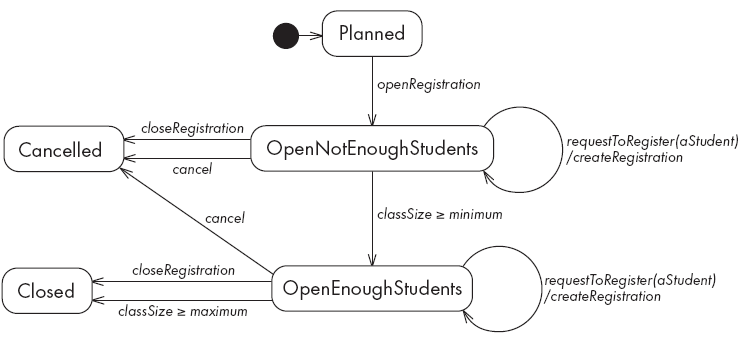 Planned
openRegistration
closeRegistration
Cancelled
OpenNotEnoughStudents
requestToRegister(aStudent)
/createRegistration
cancel
classSize ≥ minimum
cancel
closeRegistration
Closed
OpenEnoughStudents
requestToRegister(aStudent)
/createRegistration
classSize ≥ maximum